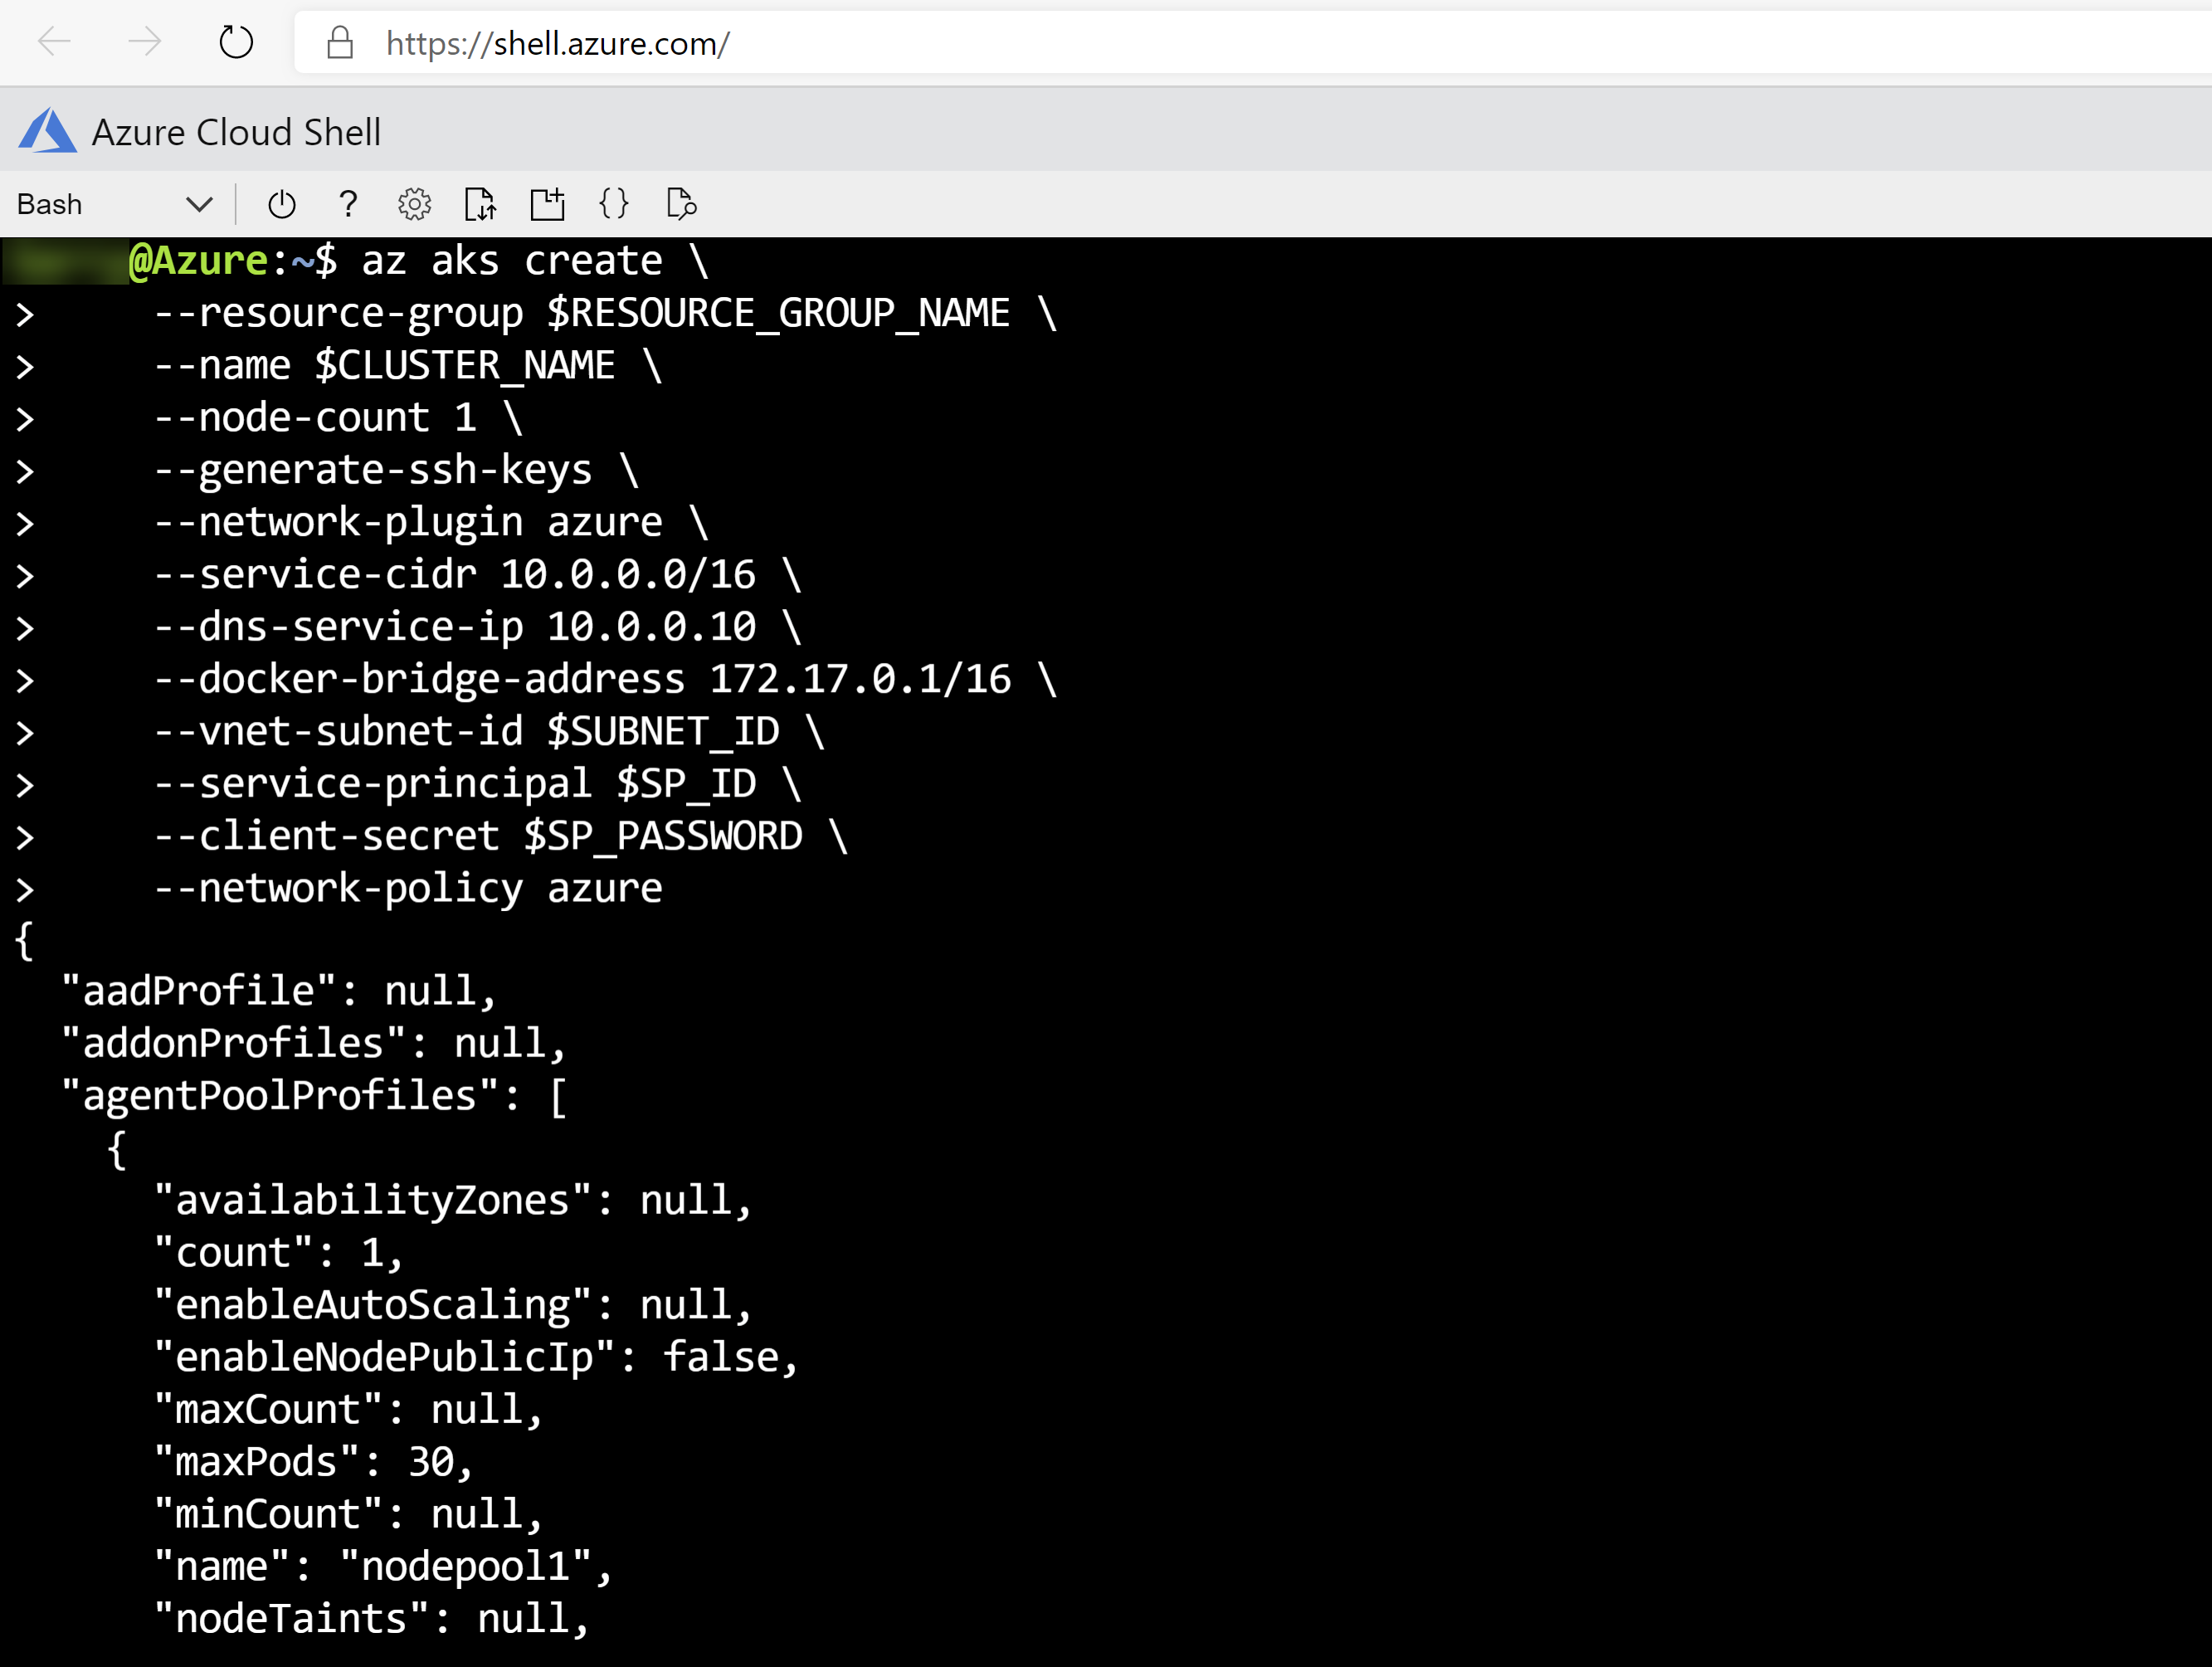 https://shell.azure.com/
Azure Cloud Shell
Bash
?
{}
@Azure:~$ az aks create \
>     --resource-group $RESOURCE_GROUP_NAME \
>     --name $CLUSTER_NAME \
>     --node-count 1 \
>     --generate-ssh-keys \
>     --network-plugin azure \
>     --service-cidr 10.0.0.0/16 \
>     --dns-service-ip 10.0.0.10 \
>     --docker-bridge-address 172.17.0.1/16 \
>     --vnet-subnet-id $SUBNET_ID \
>     --service-principal $SP_ID \
>     --client-secret $SP_PASSWORD \
>     --network-policy azure
{
  "aadProfile": null,
  "addonProfiles": null,
  "agentPoolProfiles": [
    {
      "availabilityZones": null,
      "count": 1,
      "enableAutoScaling": null,
      "enableNodePublicIp": false,
      "maxCount": null,
      "maxPods": 30,
      "minCount": null,
      "name": "nodepool1",
      "nodeTaints": null,